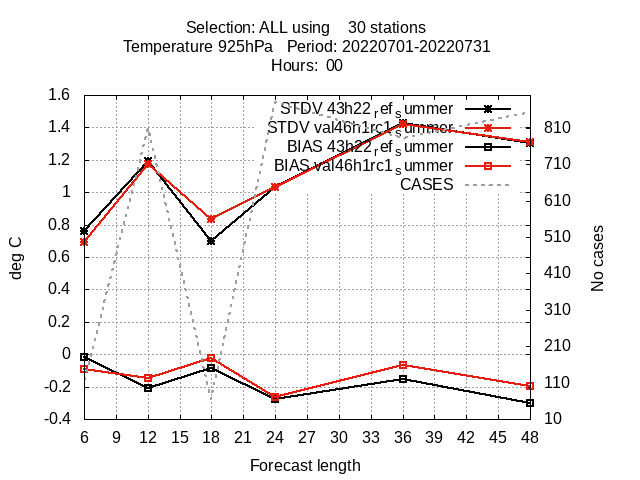 Selection: ALL using 30 stations
Temperature 925hPa Period: 20220701-20220731
Hours: 00
STDV 43h22_ref_summer
STDV val46h1rc1_summer
BIAS 43h22_ref_summer
BIAS val46h1rc1_summer
CASES
1.6
1.4
1.2
1
0.8
0.6
0.4
0.2
0
-0.2
-0.4
deg C
810
710
610
510
410
310
210
110
10
No cases
6 9 12 15 18 21 24 27 30 33 36 39 42 45 48
Forecast length